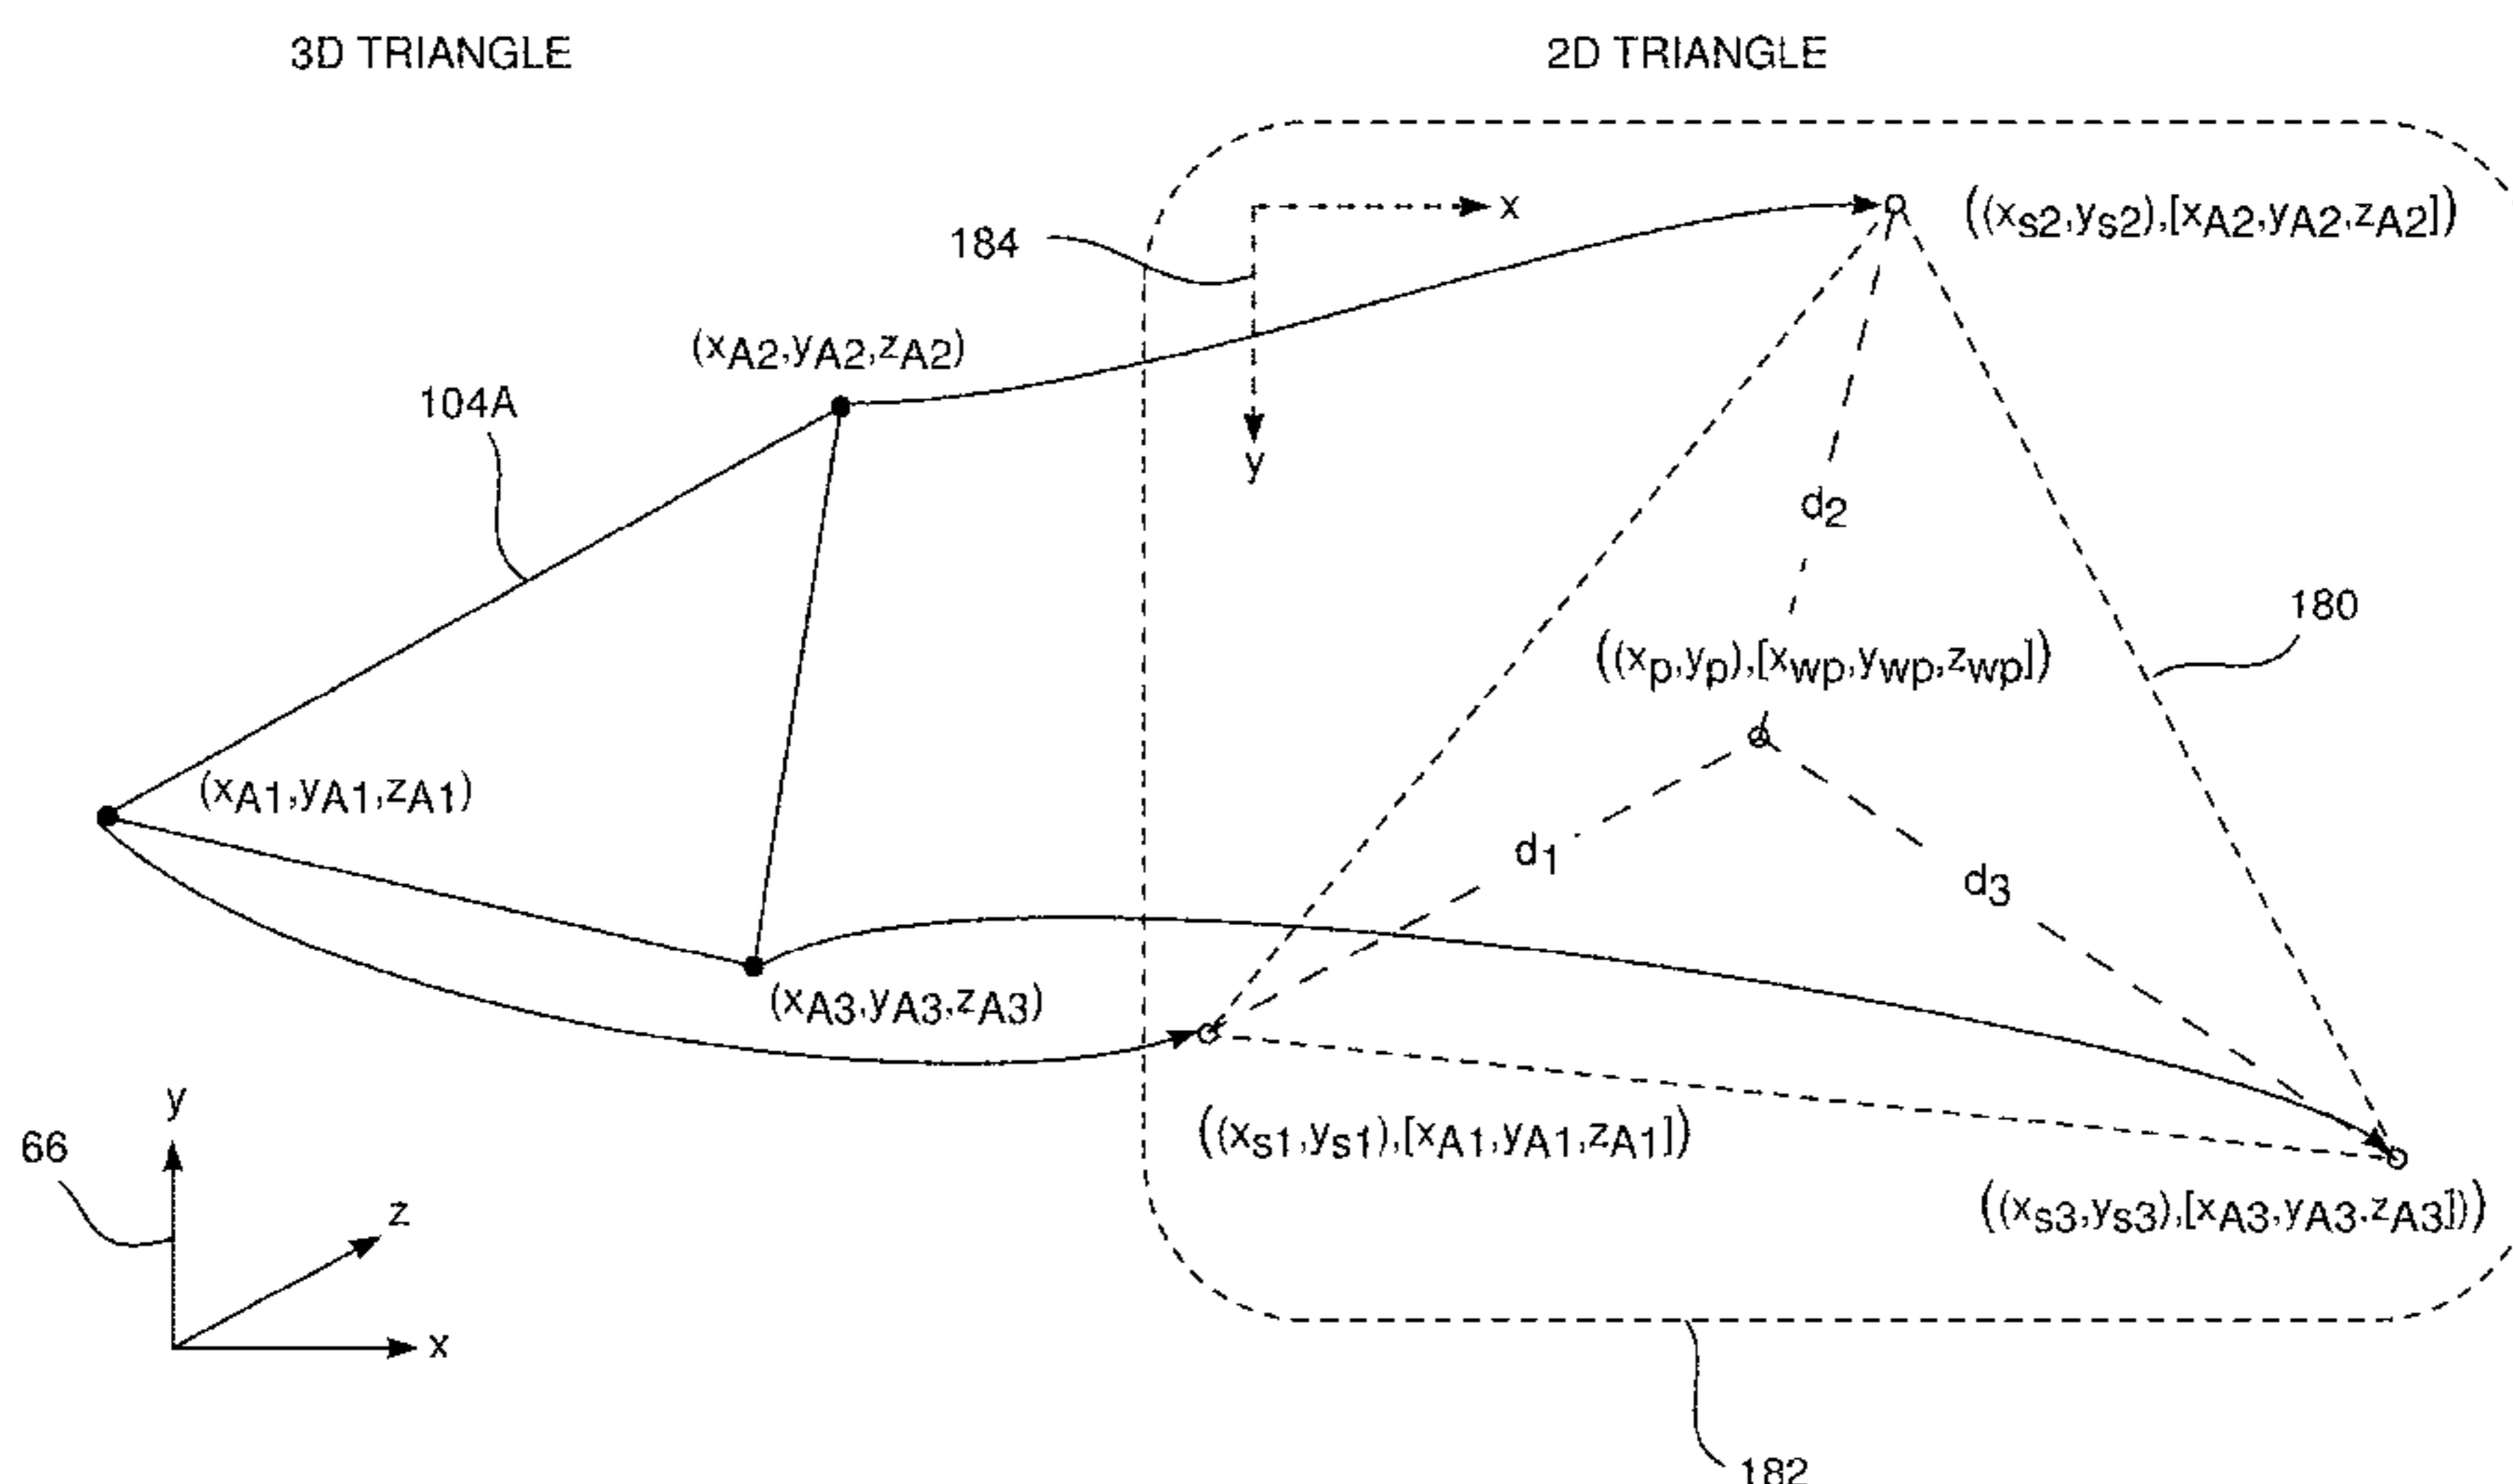 3D TRIANGLE
2D TRIANGLE
x
((xs2,ys2),[xA2,yA2,zA2])
184
(xA2,yA2,zA2)
104A
y
d2
180
((xp,yp),[xwp,ywp,zwp])
(xA1,yA1,zA1)
d1
d3
(xA3,yA3,zA3)
y
66
((xs1,ys1),[xA1,yA1,zA1])
z
((xs3,ys3),[xA3,yA3.zA3]))
x
182